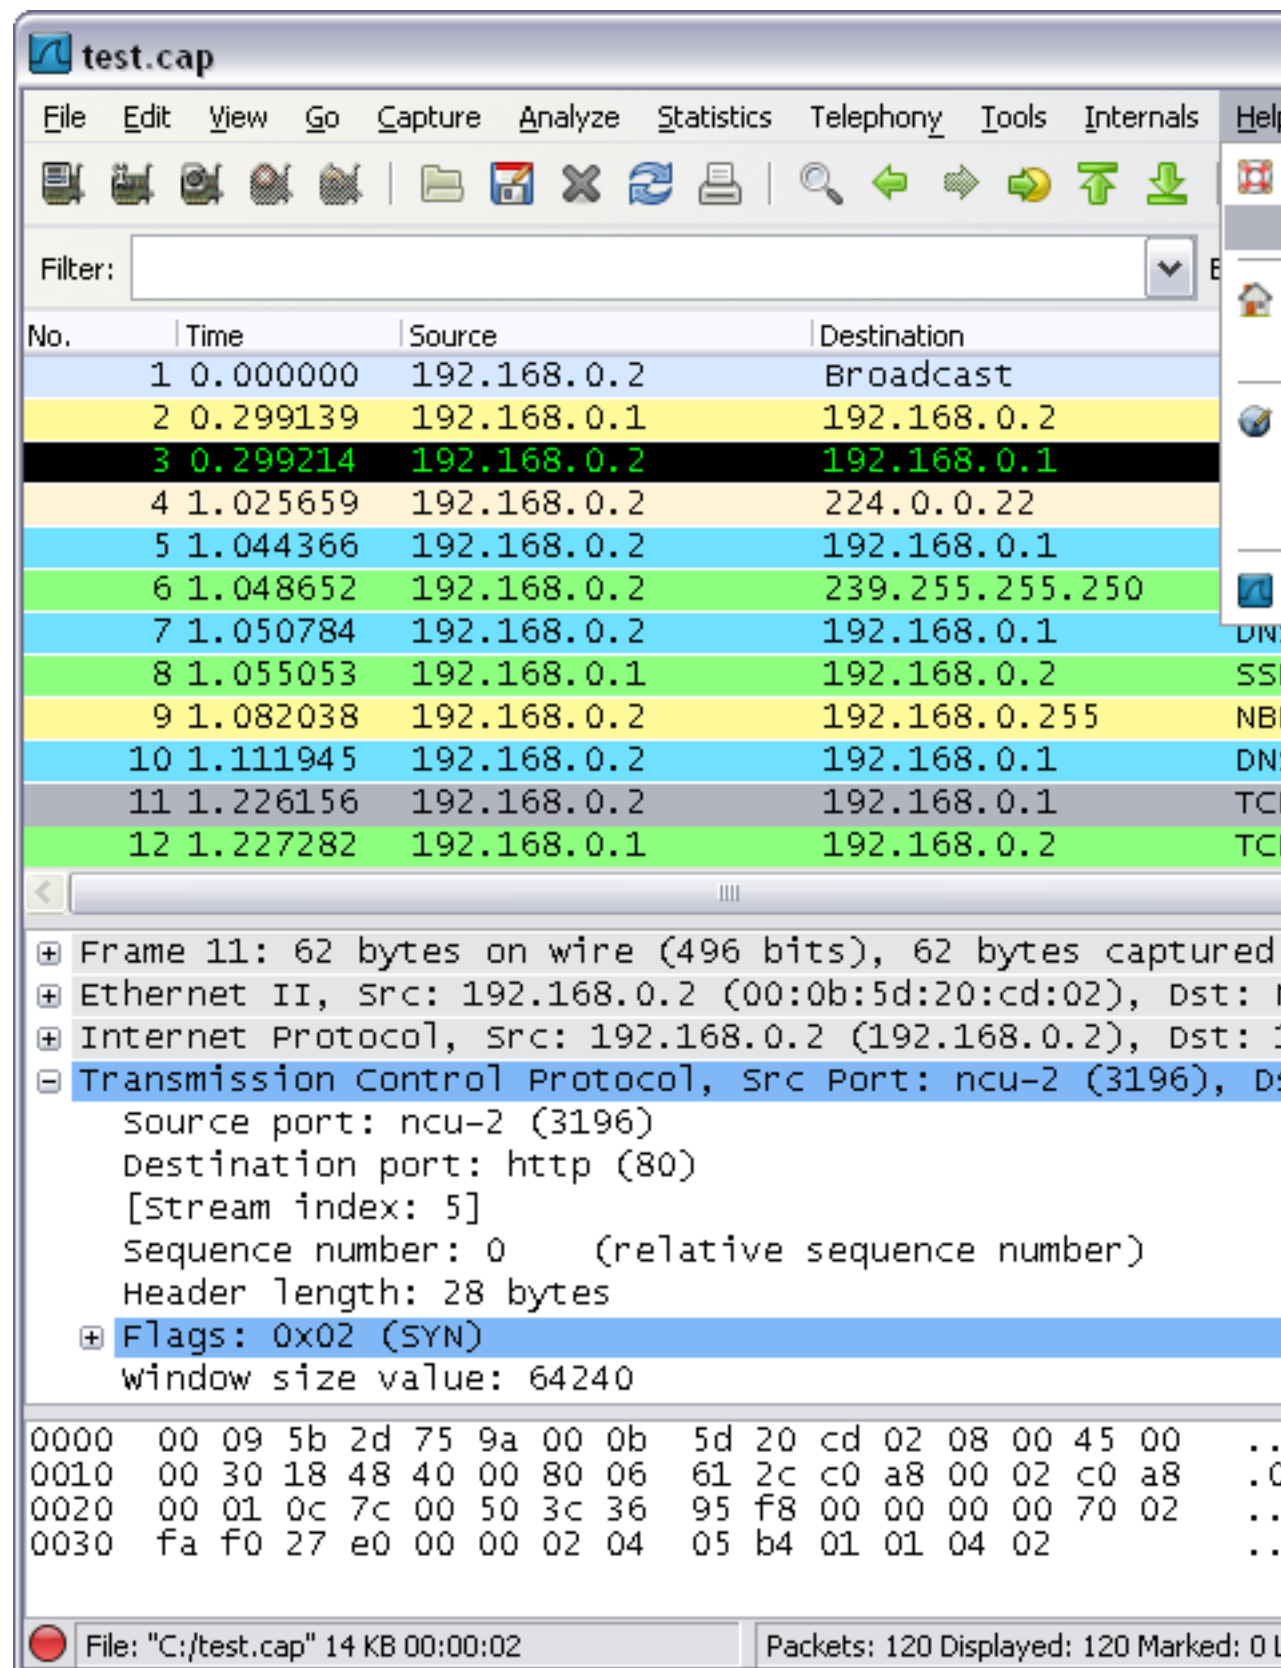 test.cap
File Edit View Go Capture Analyze Statistics Telephony Tools Internals Help
Filter:
No. Time Source Destination
1 0.000000 192.168.0.2 Broadcast
2 0.299139 192.168.0.1 192.168.0.2
3 0.299214 192.168.0.2 192.168.0.1
4 1.025659 192.168.0.2 224.0.0.22
5 1.044366 192.168.0.2 192.168.0.1
6 1.048652 192.168.0.2 239.255.255.250
7 1.050784 192.168.0.2 192.168.0.1
8 1.055053 192.168.0.1 192.168.0.2
9 1.082038 192.168.0.2 192.168.0.255
10 1.111945 192.168.0.2 192.168.0.1
11 1.226156 192.168.0.2 192.168.0.1
12 1.227282 192.168.0.1 192.168.0.2
Frame 11: 62 bytes on wire (496 bits), 62 bytes captured
Ethernet II, Src: 192.168.0.2 (00:0b:5d:20:cd:02), Dst:
Internet Protocol, Src: 192.168.0.2 (192.168.0.2), Dst: 1
Transmission Control Protocol, Src Port: ncu-2 (3196), Ds
Source port: ncu-2 (3196)
Destination port: http (80)
[Stream index: 5]
Sequence number: 0 (relative sequence number)
Header length: 28 bytes
Flags: 0x02 (SYN)
Window size value: 64240
0000 00 09 5b 2d 75 9a 00 0b 5d 20 cd 02 08 00 45 00 ..
0010 00 30 18 48 40 00 80 06 61 2c c0 a8 00 02 c0 a8 .0
0020 00 01 0c 7c 00 50 3c 36 95 f8 00 00 00 00 70 02 ..
0030 fa f0 27 e0 00 00 02 04 05 b4 01 01 04 02 ..
File: "C:/test.cap" 14 KB 00:00:02 Packets: 120 Displayed: 120 Marked: 0 L